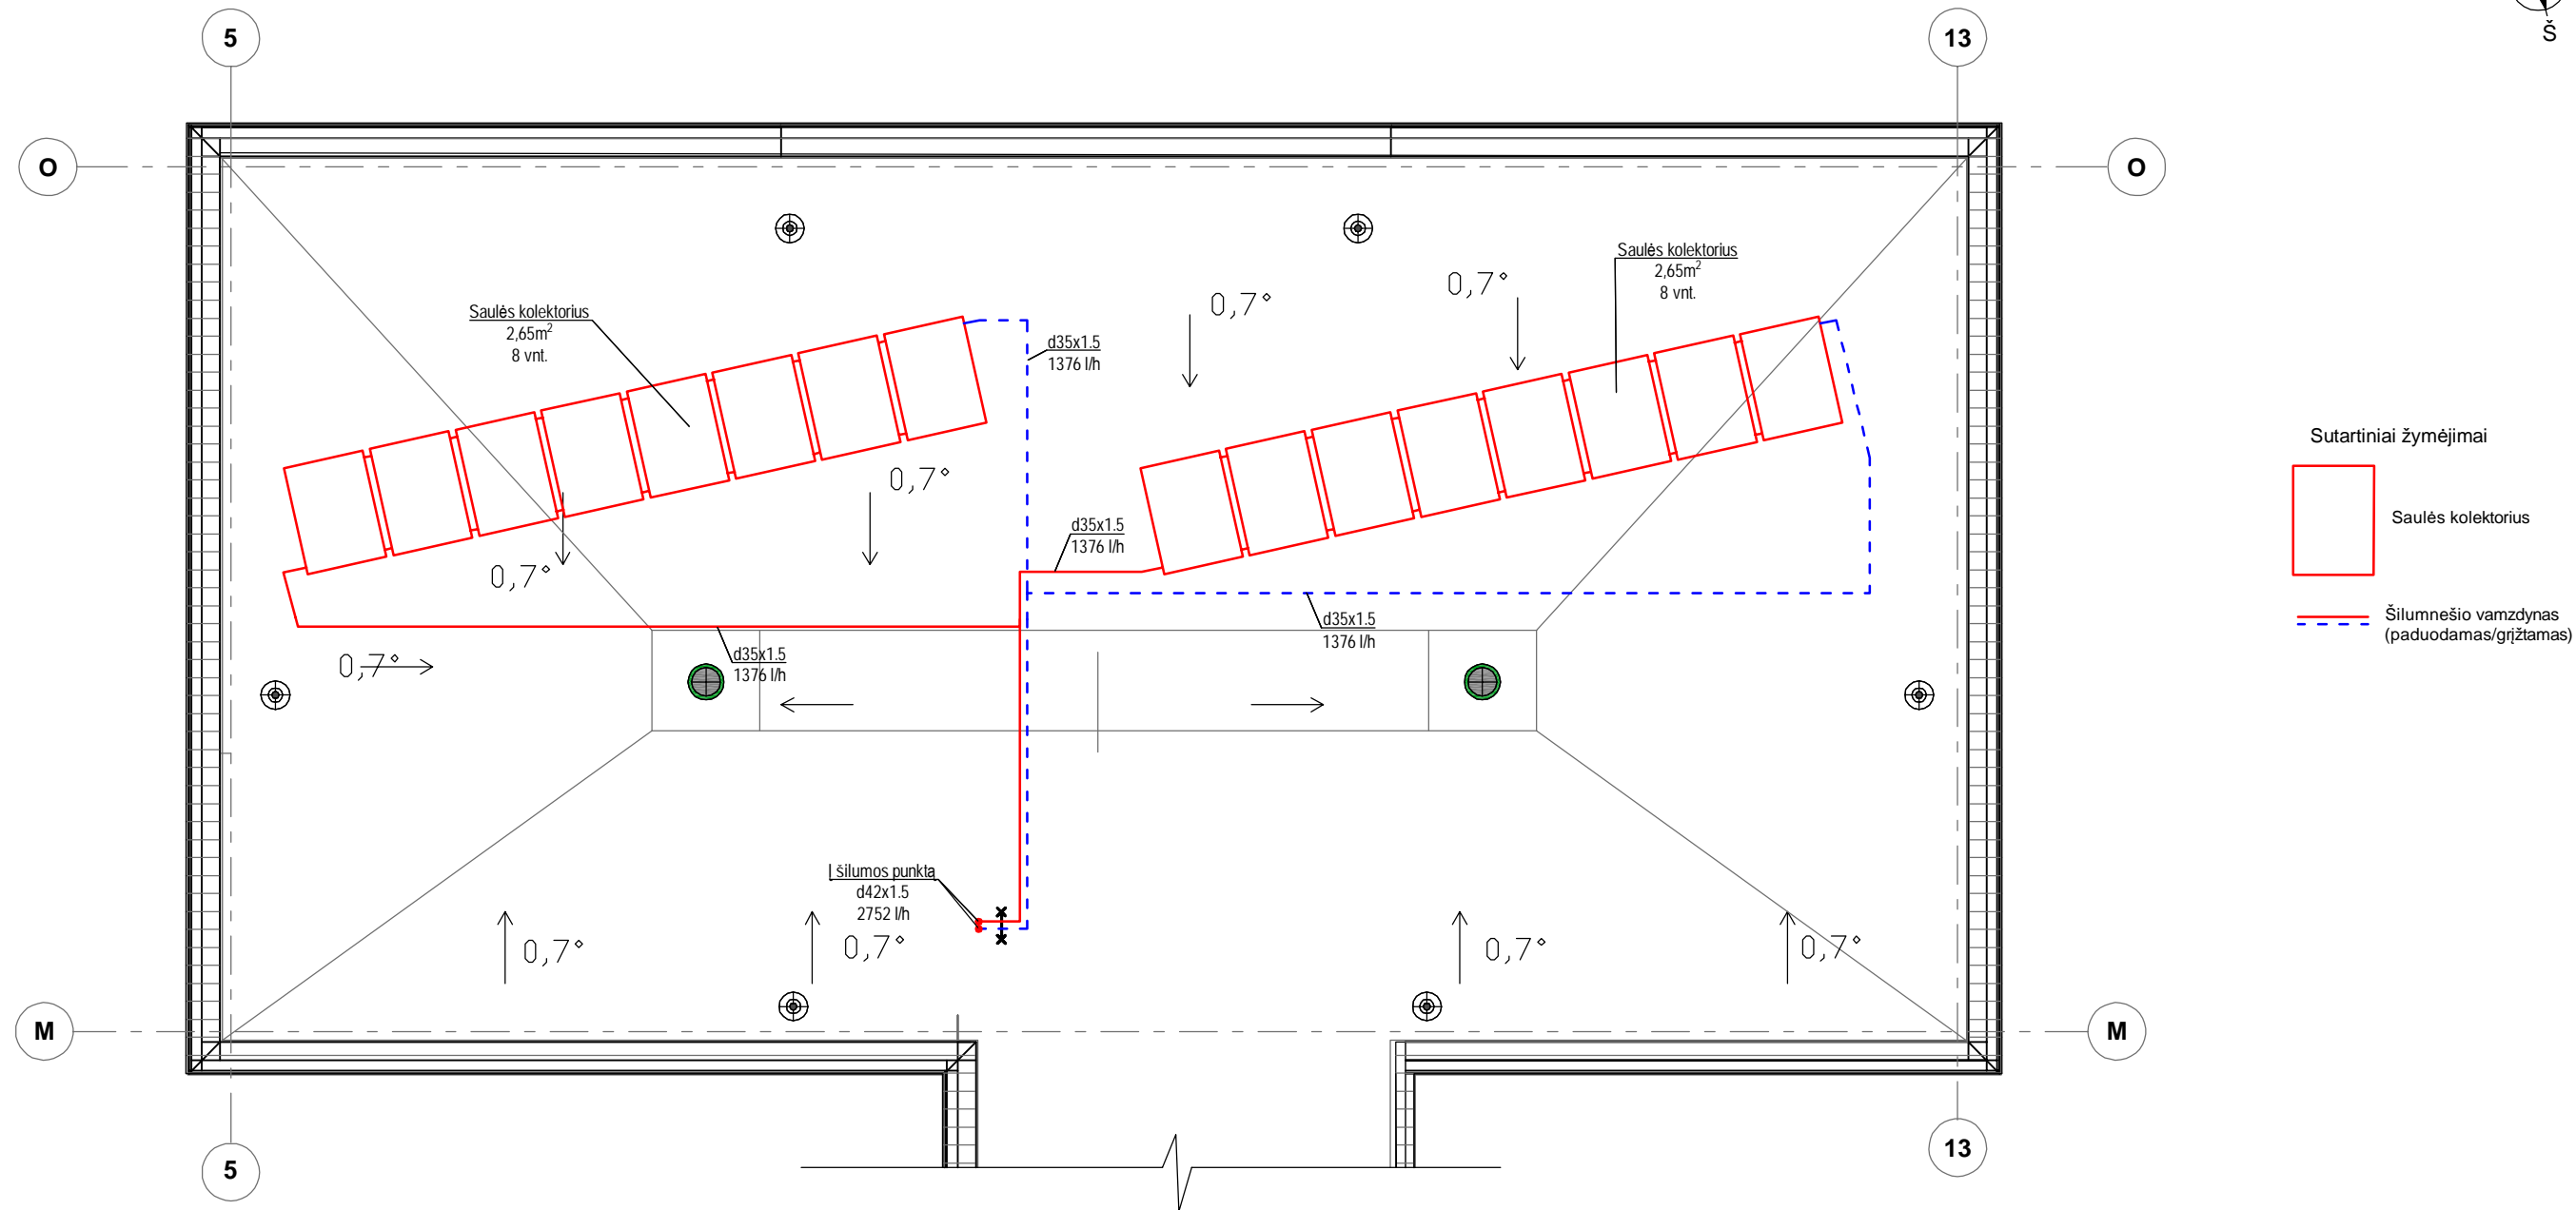 Š
5
13
O
O
Saulės kolektorius
2,65m²
8 vnt.
0,7°
0,7°
Saulės kolektorius
2,65m²
8 vnt.
d35x1.5
1376 l/h
Sutartiniai žymėjimai
0,7°
Saulės kolektorius
d35x1.5
1376 l/h
0,7°
Šilumnešio vamzdynas
(paduodamas/grįžtamas)
d35x1.5
1376 l/h
d35x1.5
1376 l/h
0,7°
Į šilumos punktą
d42x1.5
2752 l/h
0,7°
0,7°
0,7°
0,7°
M
M
5
13